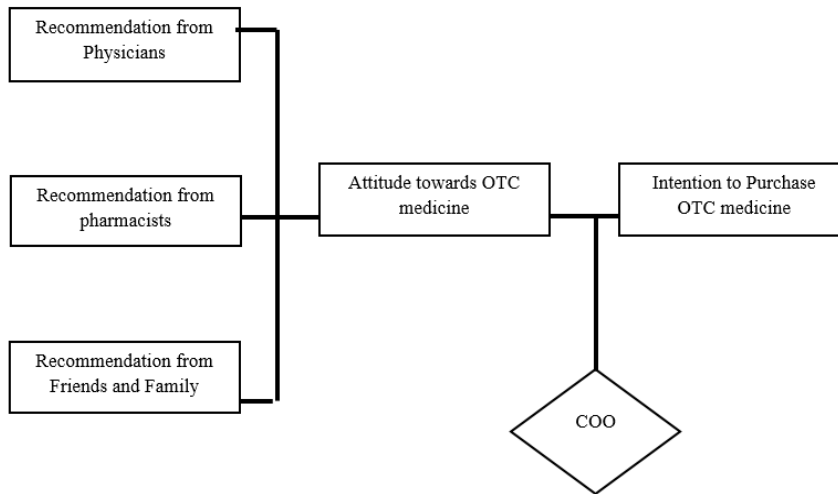 Recommendation from
Physicians
Recommendation from
pharmacists
Recommendation from
Friends and Family
Attitude towards OTC
medicine
Intention to Purchase
OTC medicine
COO